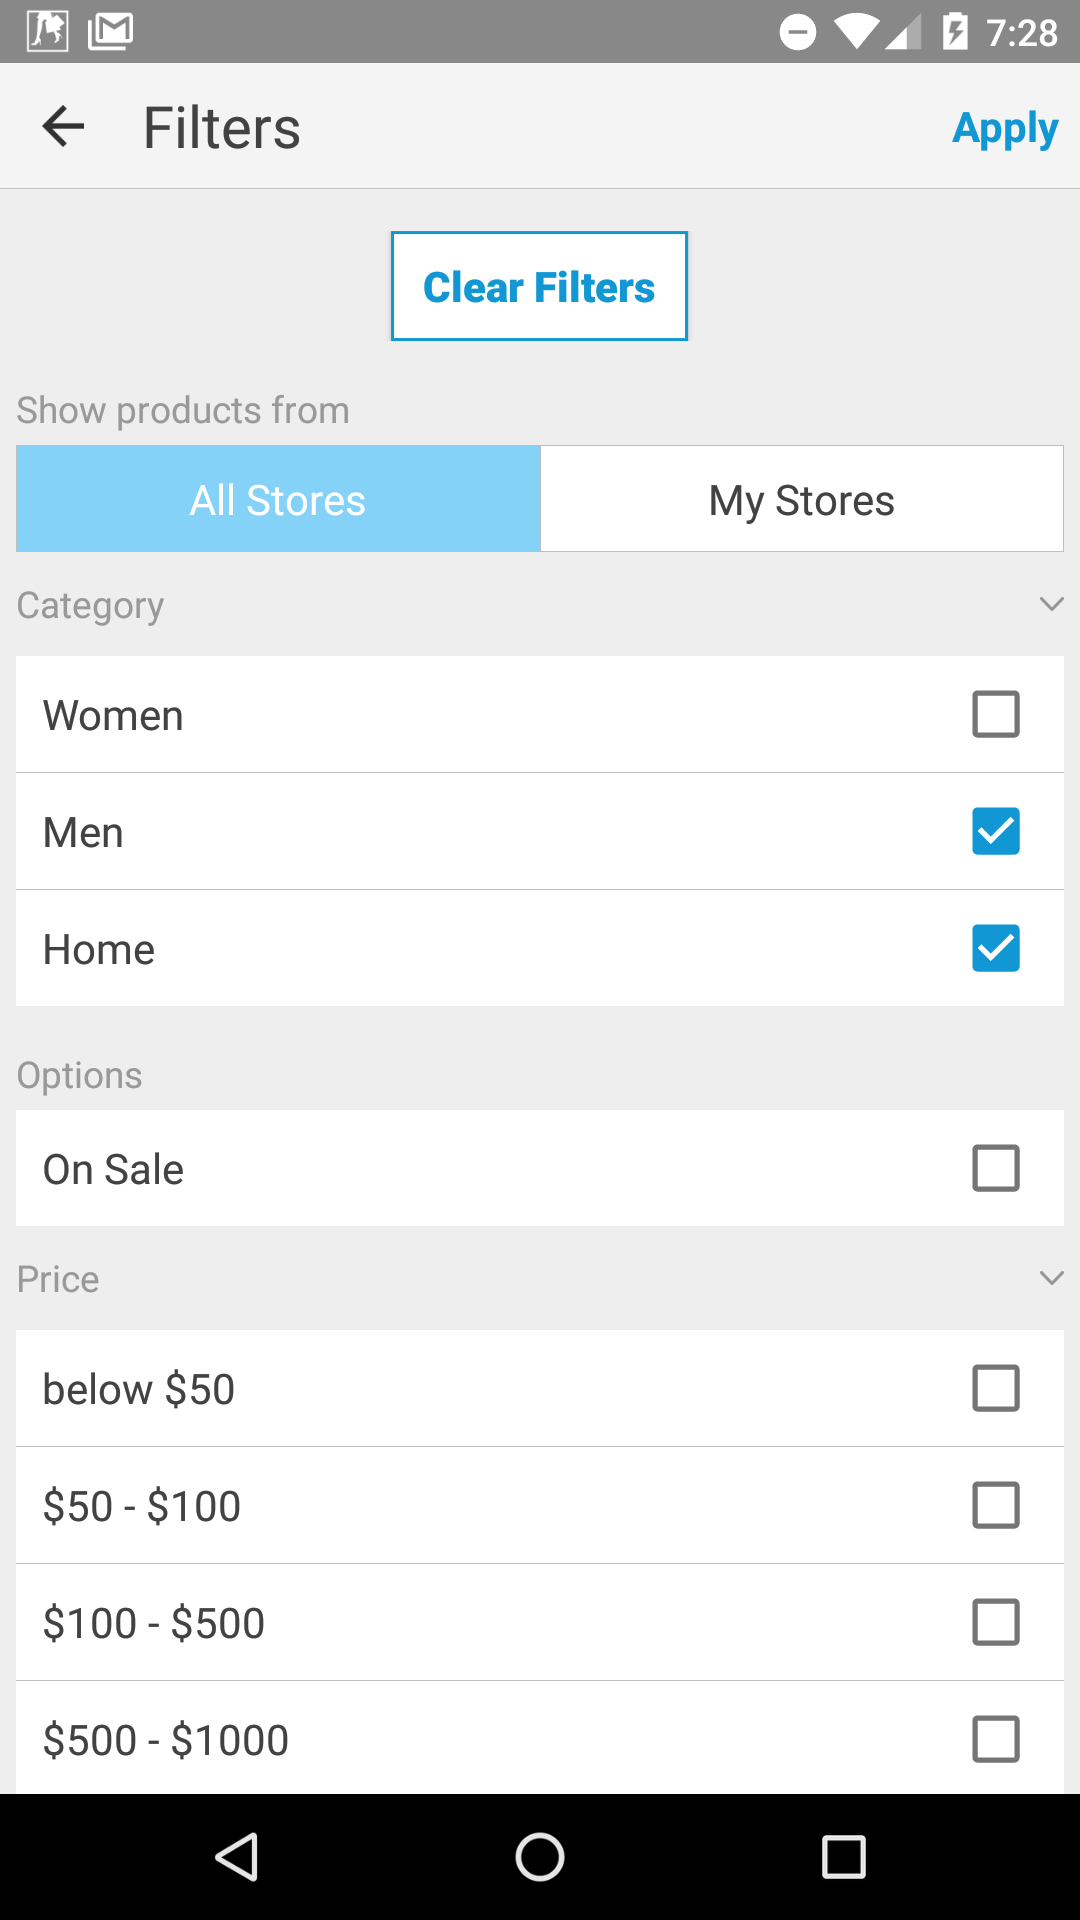 7:28
Filters
Apply
Clear Filters
Show products from
All Stores
My Stores
Category
Women
Men
Home
Options
On Sale
Price
below $50
$50 - $100
$100 - $500
$500 - $1000